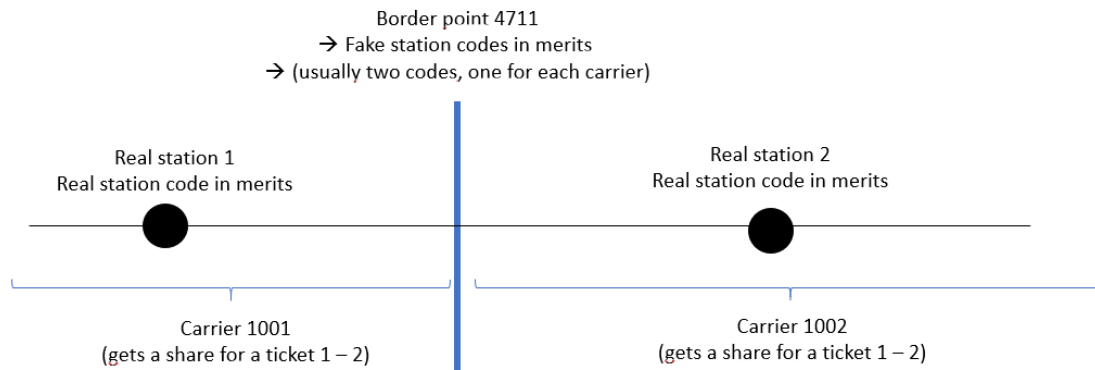 Border point 4711
→ Fake station codes in merits
→ (usually two codes, one for each carrier)
Real station 1
Real station code in merits
Real station 2
Real station code in merits
Carrier 1001
(gets a share for a ticket 1 – 2)
Carrier 1002
(gets a share for a ticket 1 – 2)